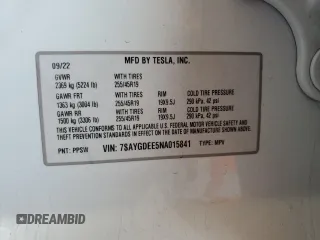 MFD BY TESLA, INC.
09/22
GVWR WITH TIRES
2369 kg (5224 lb) 255/45R19
GAWR FRT WITH TIRES RIM COLD TIRE PRESSURE
1363 kg (3004 lb) 255/45R19 19X9.5J 290 kPa, 42 psi
GAWR RR WITH TIRES RIM COLD TIRE PRESSURE
1500 kg (3306 lb) 255/45R19 19X9.5J 290 kPa, 42 psi
THIS VEHICLE CONFORMS TO ALL APPLICABLE FEDERAL MOTOR VEHICLE SAFETY
AND THEFT PREVENTION STANDARDS IN EFFECT ON THE DATE OF MANUFACTURE
SHOWN ABOVE.
PNT: PPSW VIN: 7SAYGDEE5NA015841 TYPE: MPV
DREAMBID